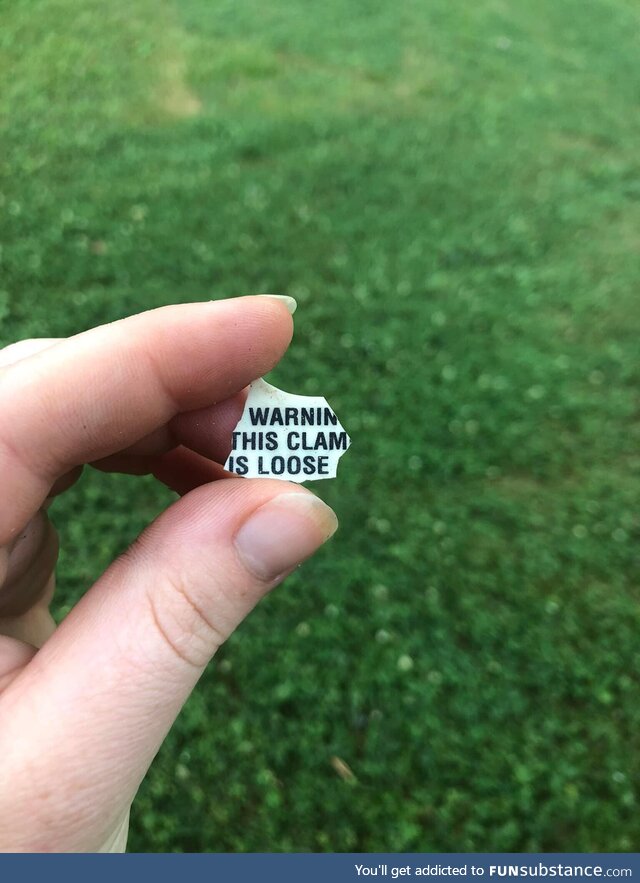 WARNIN
THIS CLAM
IS LOOSE
You'll get addicted to FUNsubstance.com